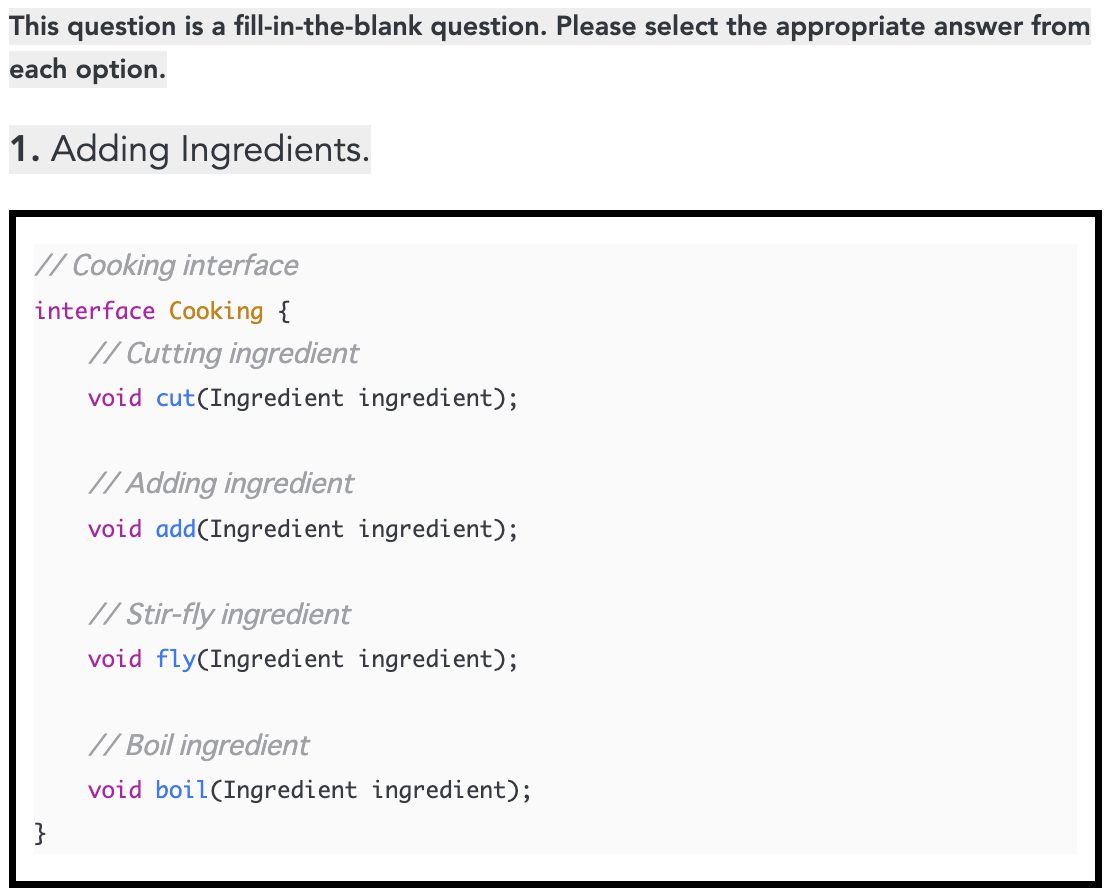 This question is a fill-in-the-blank question. Please select the appropriate answer from
each option.
1. Adding Ingredients.
// Cooking interface
interface Cooking {
// Cutting ingredient
void cut(Ingredient ingredient);
// Adding ingredient
void add(Ingredient ingredient);
// Stir-fly ingredient
void fly(Ingredient ingredient);
// Boil ingredient
void boil(Ingredient ingredient);
}